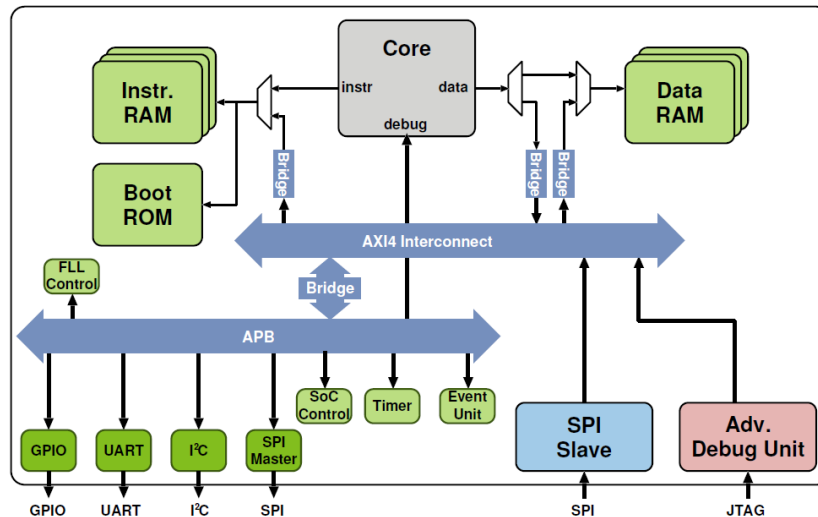 Core
instr
data
debug
Instr.
RAM
Data
RAM
Boot
ROM
Bridge
Bridge
Bridge
AXI4 Interconnect
FLL
Control
Bridge
APB
SoC
Control
Timer
Event
Unit
GPIO
UART
I²C
SPI
Master
SPI
Slave
Adv.
Debug Unit
GPIO
UART
I²C
SPI
SPI
JTAG